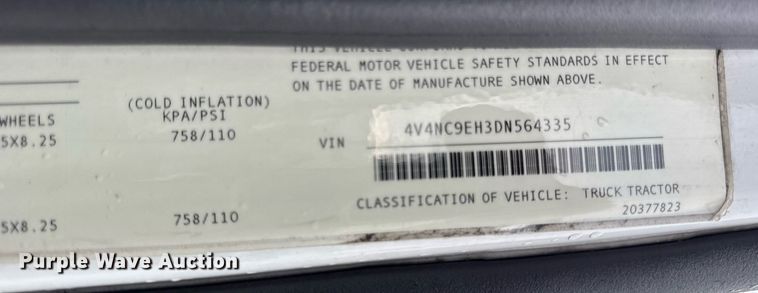 THIS VEHICLE
FEDERAL MOTOR VEHICLE SAFETY STANDARDS IN EFFECT
ON THE DATE OF MANUFACTURE SHOWN ABOVE.
(COLD INFLATION)
WHEELS KPA/PSI
5X8.25 758/110
VIN 4V4NC9EH3DN564335
CLASSIFICATION OF VEHICLE: TRUCK TRACTOR
5X8.25 758/110
20377823
Purple Wave Auction